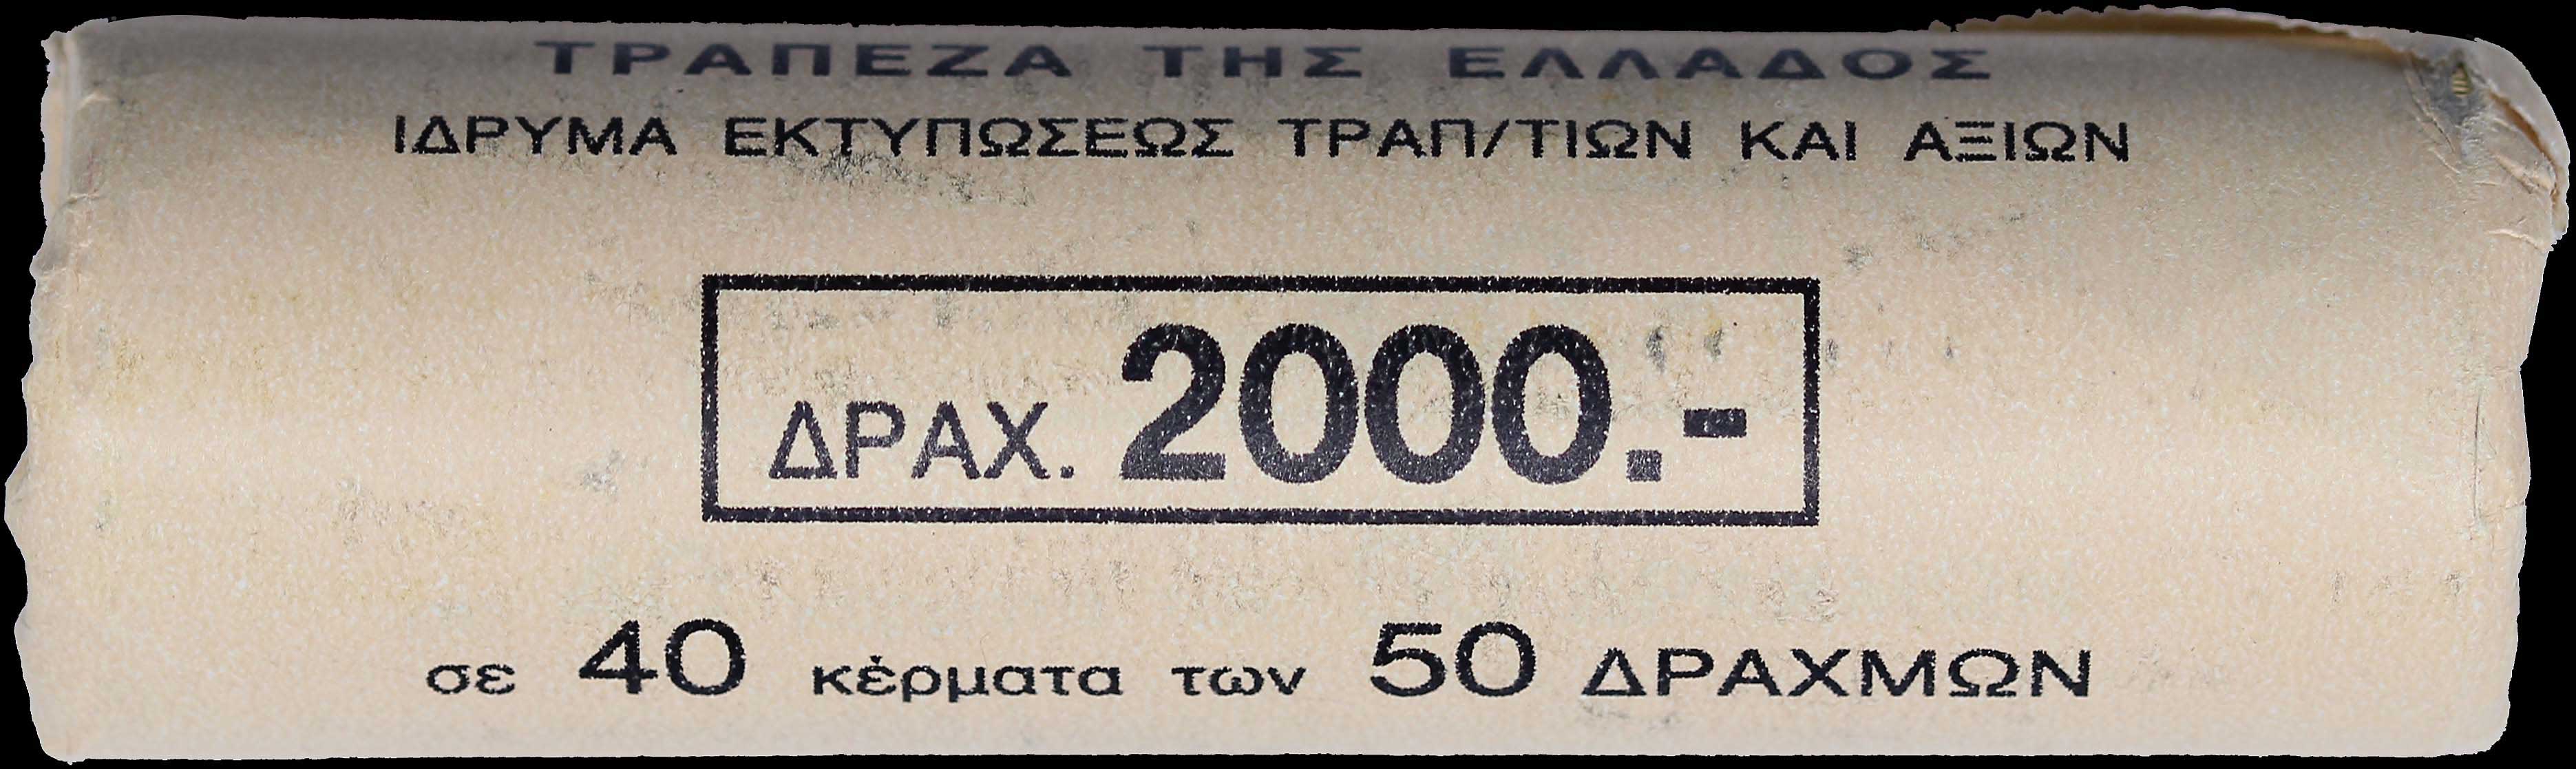 ΤΡΑΠΕΖΑ ΤΗΣ ΕΛΛΑΔΟΣ
ΙΔΡΥΜΑ ΕΚΤΥΠΩΣΕΩΣ ΤΡΑΠ/ΤΙΩΝ ΚΑΙ ΑΞΙΩΝ
ΔΡΑΧ. 2000.-
σε 40 κέρματα των 50 ΔΡΑΧΜΩΝ